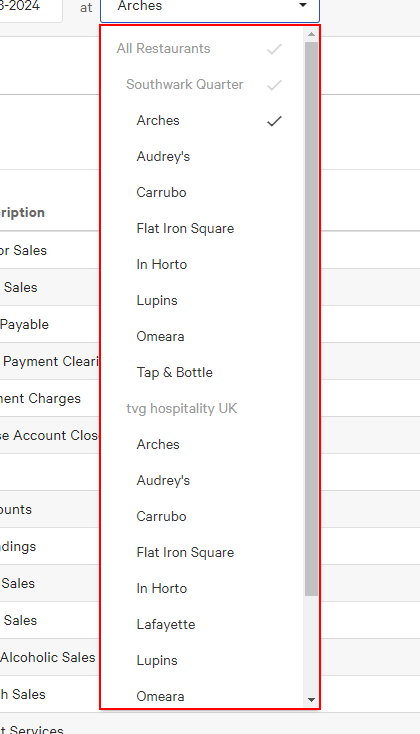 3-2024 at Arches
All Restaurants
Southwark Quarter
Arches
Audrey's
Carrubo
ription
Flat Iron Square
or Sales
In Horto
Sales
Lupins
Payable
Omeara
Payment Cleari
Tap & Bottle
nent Charges
tvg hospitality UK
se Account Close
Arches
Audrey's
ounts
Carrubo
dings
Flat Iron Square
Sales
In Horto
Sales
Lafayette
Alcoholic Sales
Lupins
h Sales
Omeara
t Services